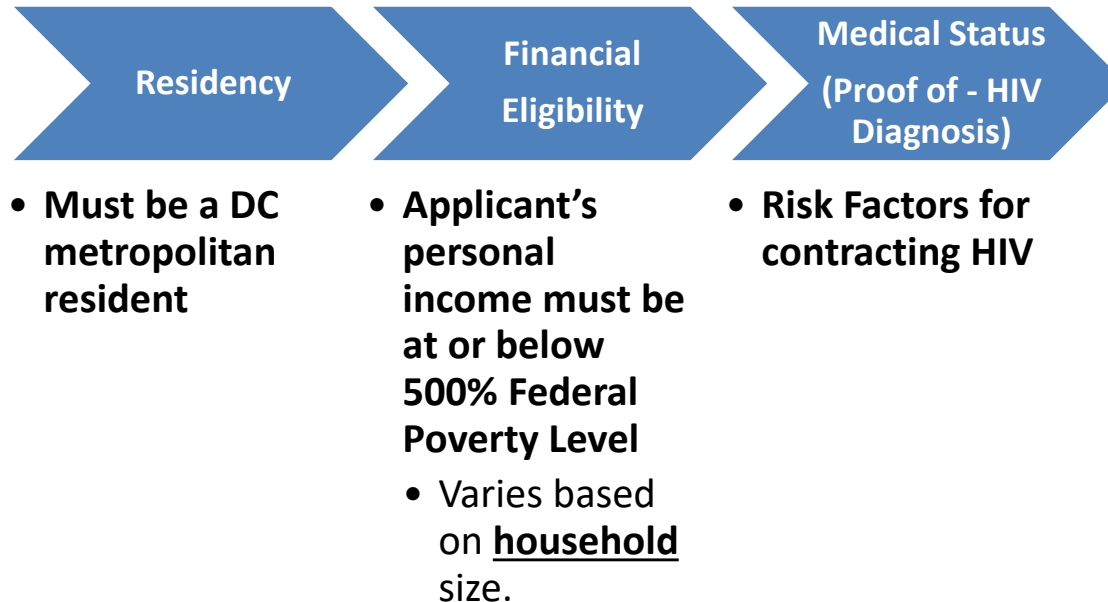 Residency
• Must be a DC
metropolitan
resident
Financial
Eligibility
• Applicant’s
personal
income must be
at or below
500% Federal
Poverty Level
• Varies based
on household
size.
Medical Status
(Proof of - HIV
Diagnosis)
• Risk Factors for
contracting HIV